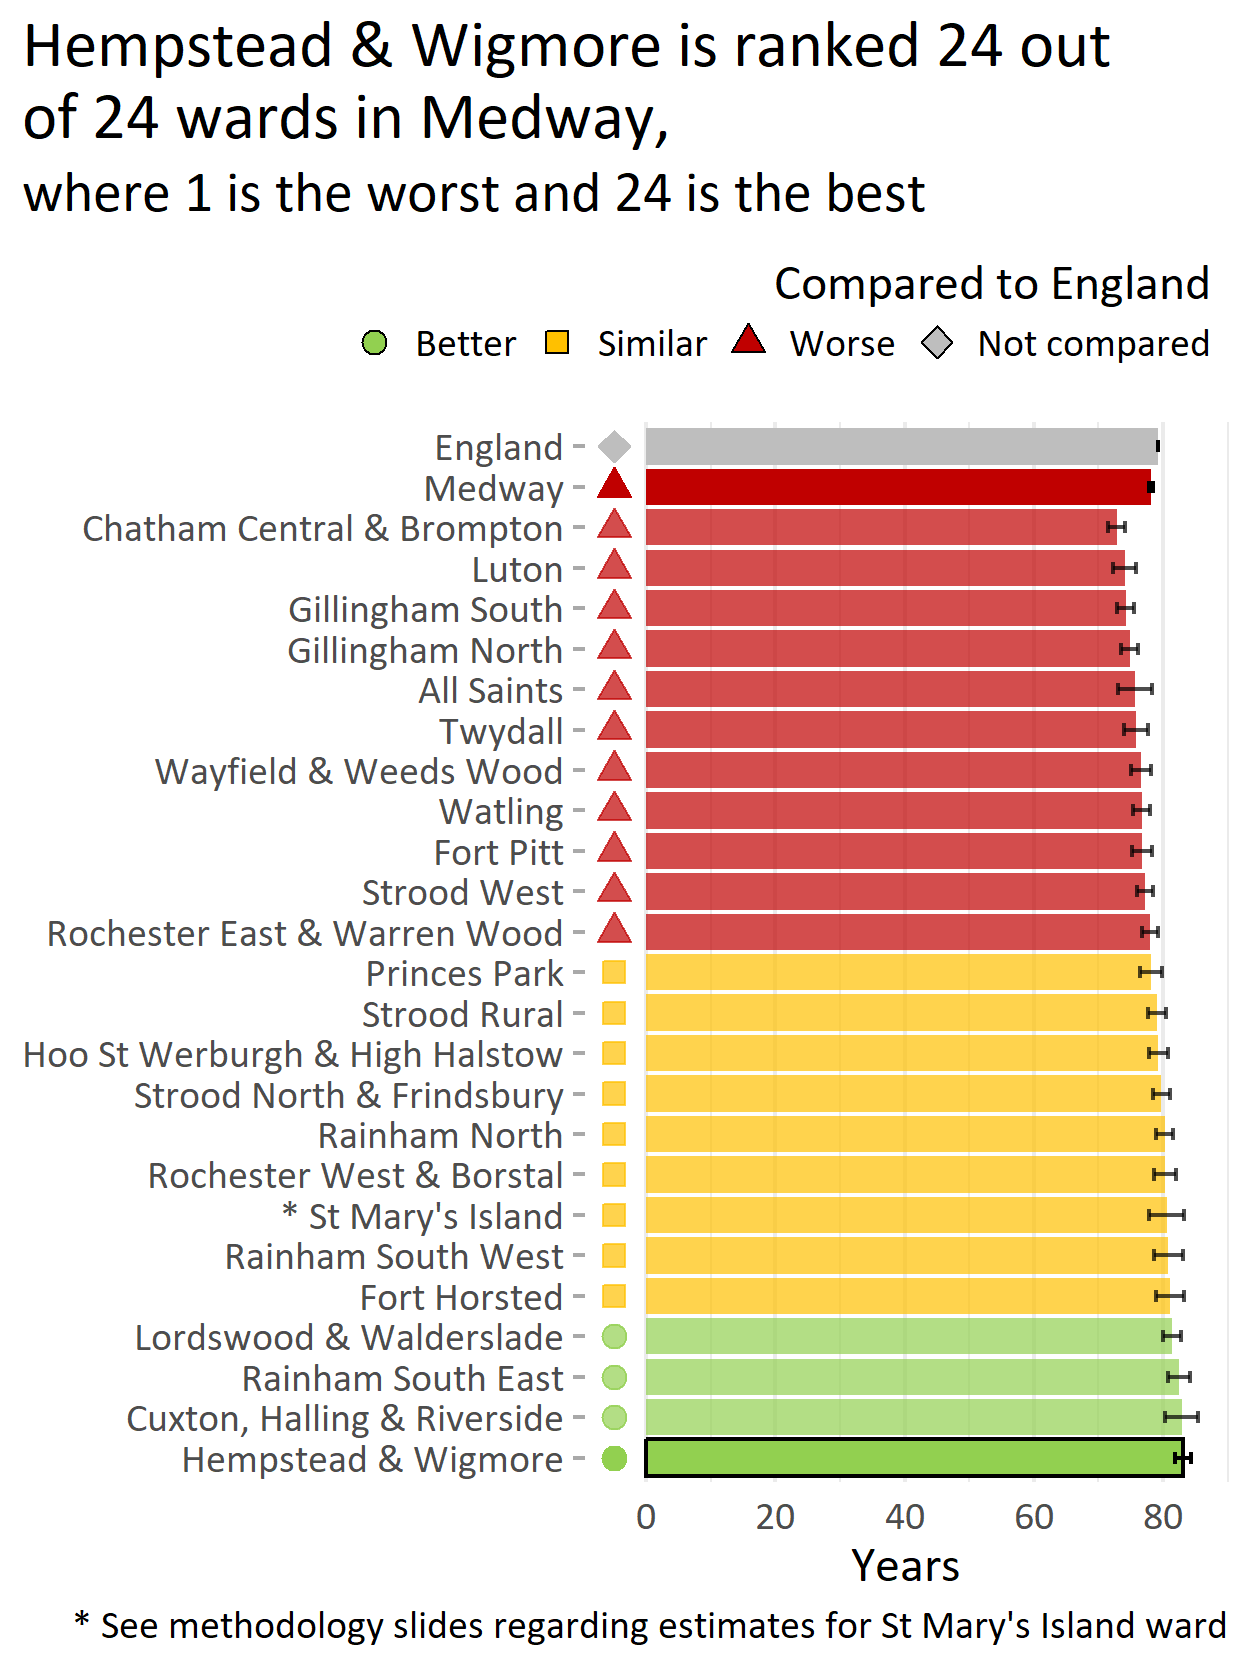 Hempstead & Wigmore is ranked 24 out
of 24 wards in Medway,
where 1 is the worst and 24 is the best
Compared to England
Better Similar Worse Not compared
England
Medway
Chatham Central & Brompton
Luton
Gillingham South
Gillingham North
All Saints
Twydall
Wayfield & Weeds Wood
Watling
Fort Pitt
Strood West
Rochester East & Warren Wood
Princes Park
Strood Rural
Hoo St Werburgh & High Halstow
Strood North & Frindsbury
Rainham North
Rochester West & Borstal
* St Mary's Island
Rainham South West
Fort Horsted
Lordswood & Walderslade
Rainham South East
Cuxton, Halling & Riverside
Hempstead & Wigmore
0 20 40 60 80
Years
* See methodology slides regarding estimates for St Mary's Island ward